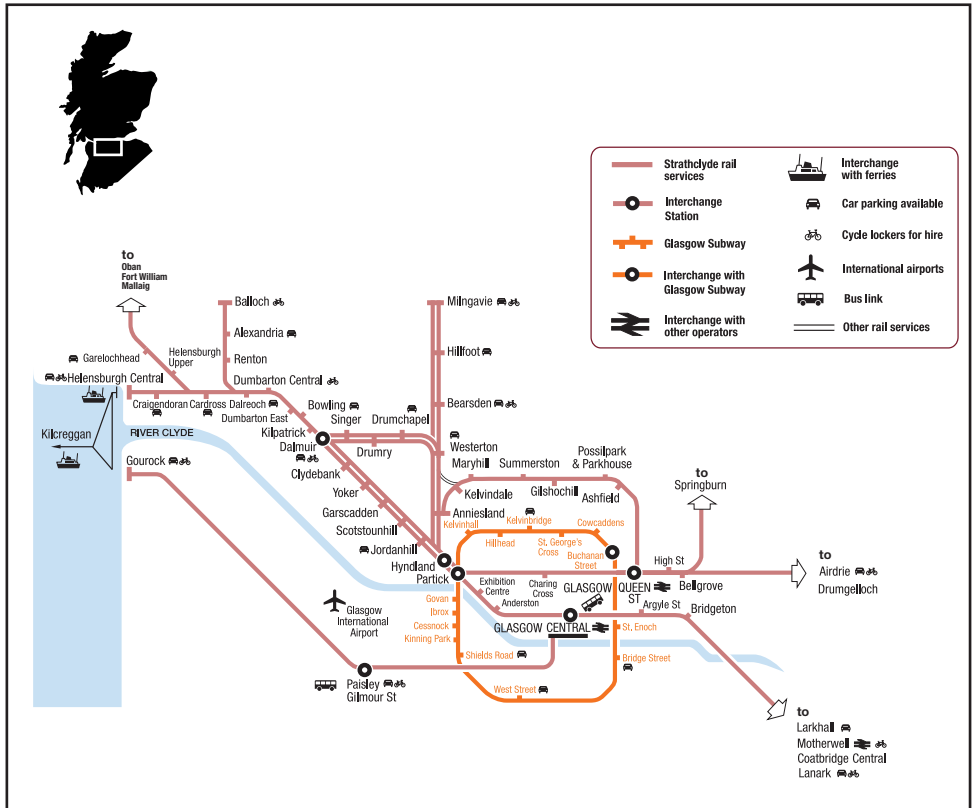 Strathclyde rail
services
Interchange
Station
Glasgow Subway
Interchange with
Glasgow Subway
Interchange with
other operators
Interchange
with ferries
Car parking available
Cycle lockers for hire
International airports
Bus link
Other rail services
to
Oban
Fort William
Mallaig
Garelochhead
Helensburgh
Upper
Helensburgh Central
Craigendoran
Cardross
Dalreoch
Dumbarton East
Balloch
Alexandria
Renton
Dumbarton Central
Bowling
Kilpatrick
Singer
Drumchapel
Dalmuir
Drumry
Clydebank
Yoker
Garscadden
Scotstounhill
Jordanhill
Hyndland
Partick
Milngavie
Hillfoot
Bearsden
Westerton
Maryhill
Summerston
Possilpark
& Parkhouse
Kelvindale
Gilshochill
Ashfield
Anniesland
Kilcreggan
RIVER CLYDE
Gourock
Kelvinhall
Kelvinbridge
Cowcaddens
Hillhead
St. George's
Cross
Buchanan
Street
to
Springburn
High St
Bellgrove
to
Airdrie
Drumgelloch
Exhibition
Centre
Charing
Cross
GLASGOW QUEEN
ST
Anderston
Argyle St
Bridgeton
GLASGOW CENTRAL
Govan
Ibrox
Cessnock
Kinning Park
Shields Road
West Street
St. Enoch
Bridge Street
Glasgow
International
Airport
Paisley
Gilmour St
to
Larkhall
Motherwell
Coatbridge Central
Lanark